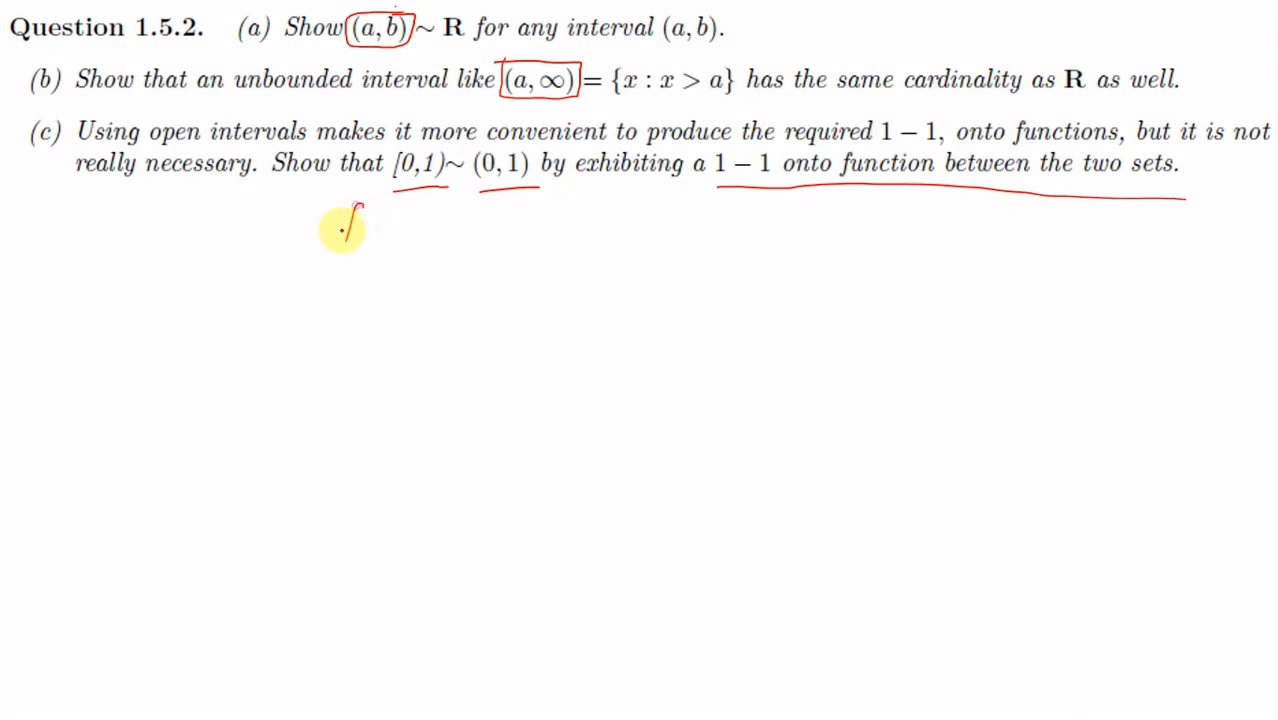 Question 1.5.2. (a) Show (a, b) ∼ R for any interval (a, b).
(b) Show that an unbounded interval like (a, ∞) = {x : x > a} has the same cardinality as R as well.
(c) Using open intervals makes it more convenient to produce the required 1 − 1, onto functions, but it is not
really necessary. Show that [0,1)∼ (0, 1) by exhibiting a 1 − 1 onto function between the two sets.